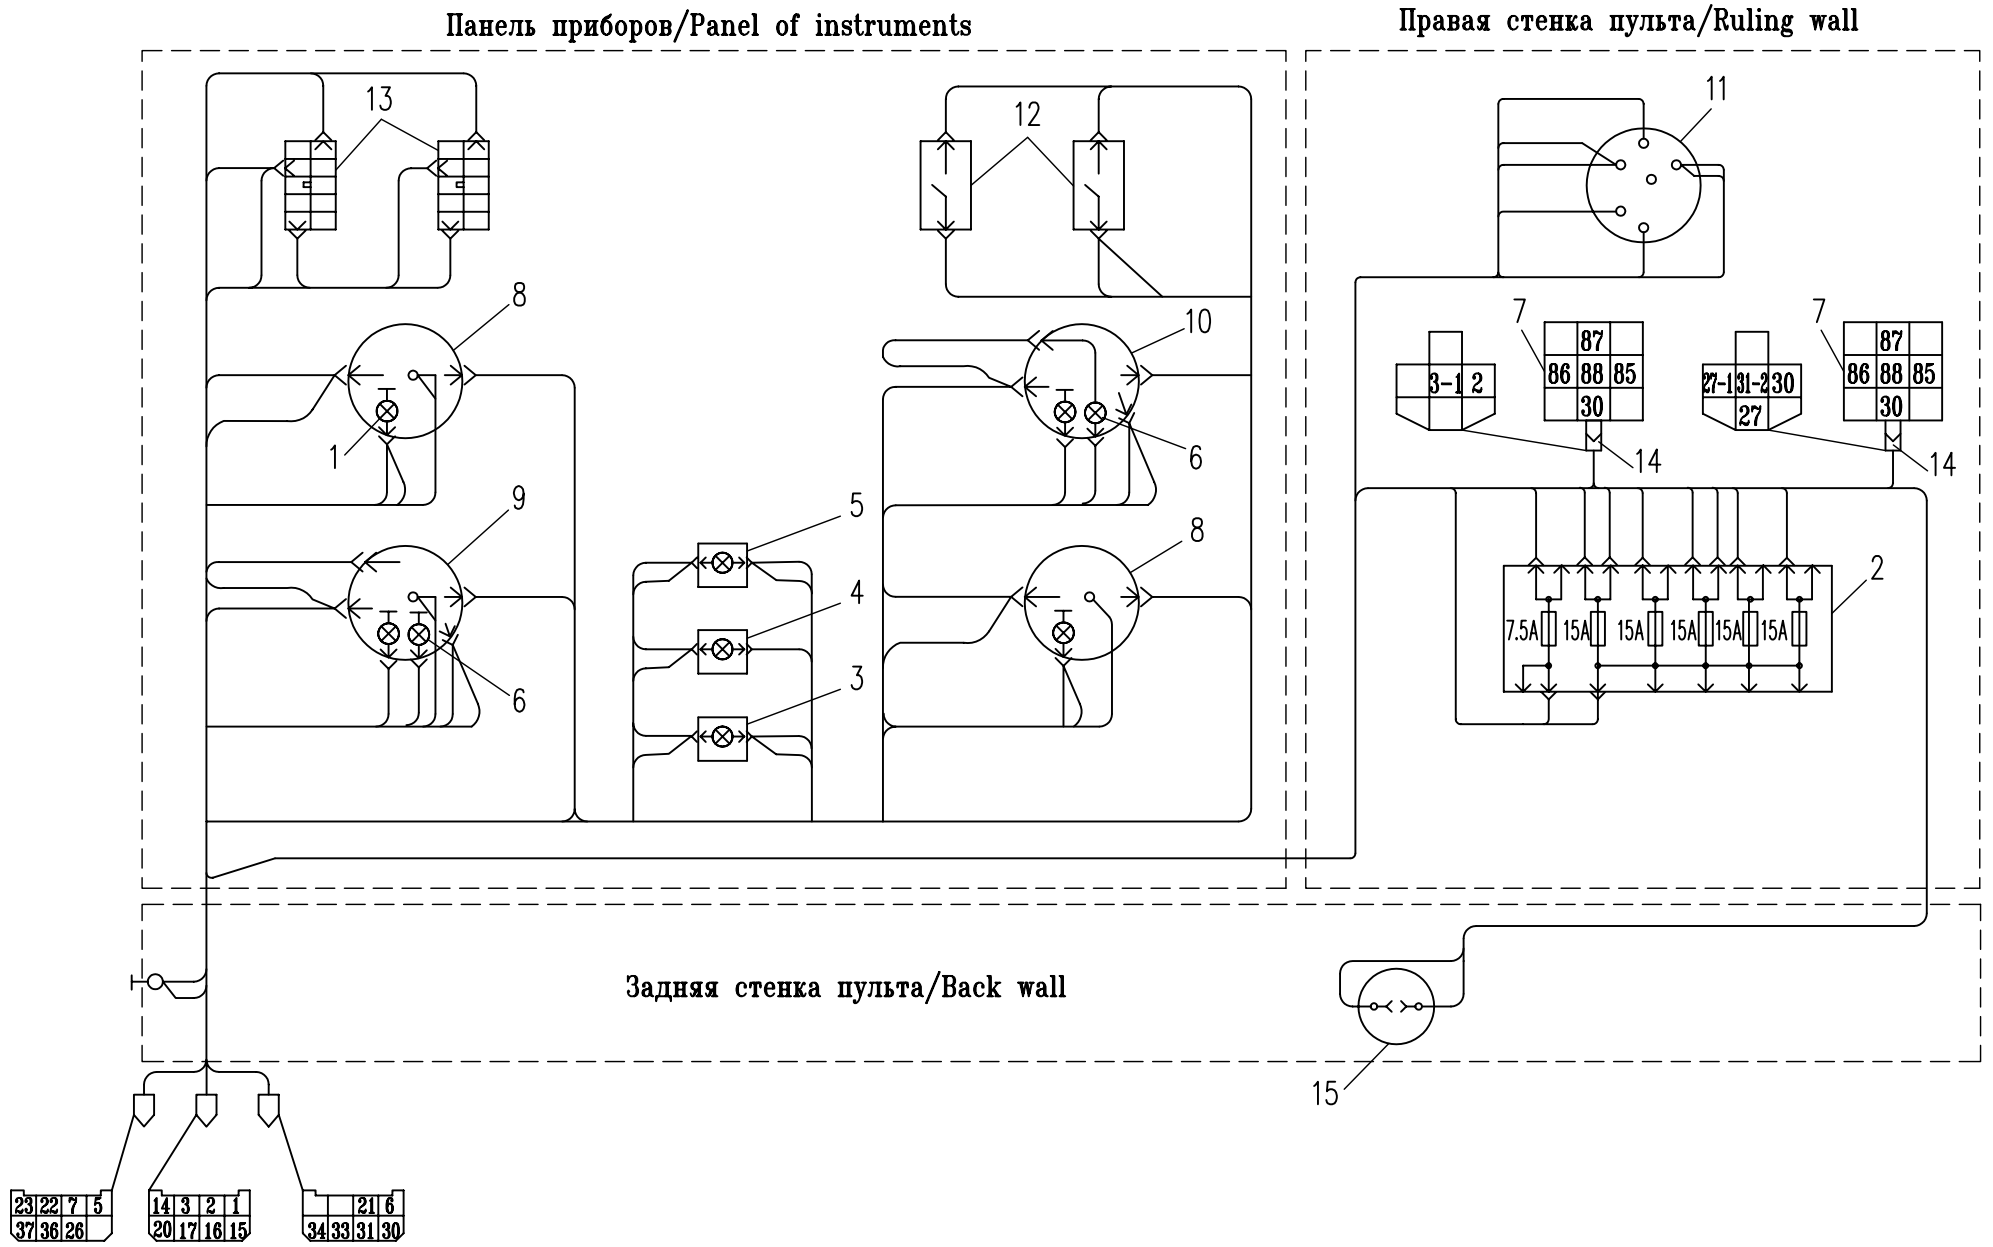 Панель приборов/Panel of instruments
Правая стенка пульта/Ruling wall
13
12
11
8
10
7
7
87
86 88 85
30
3-1 2
87
86 88 85
30
27-1 31-2 30
27
14
14
1
6
9
5
8
4
2
7.5A 15A 15A 15A 15A 15A
3
6
Задняя стенка пульта/Back wall
15
23 22 7 5
37 36 26
14 3 2 1
20 17 16 15
21 6
34 33 31 30